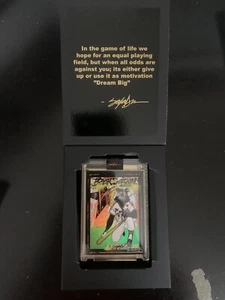 In the game of life we
hope for an equal playing
field, but when all odds are
against you; its either give
up or use it as motivation
"Dream Big"